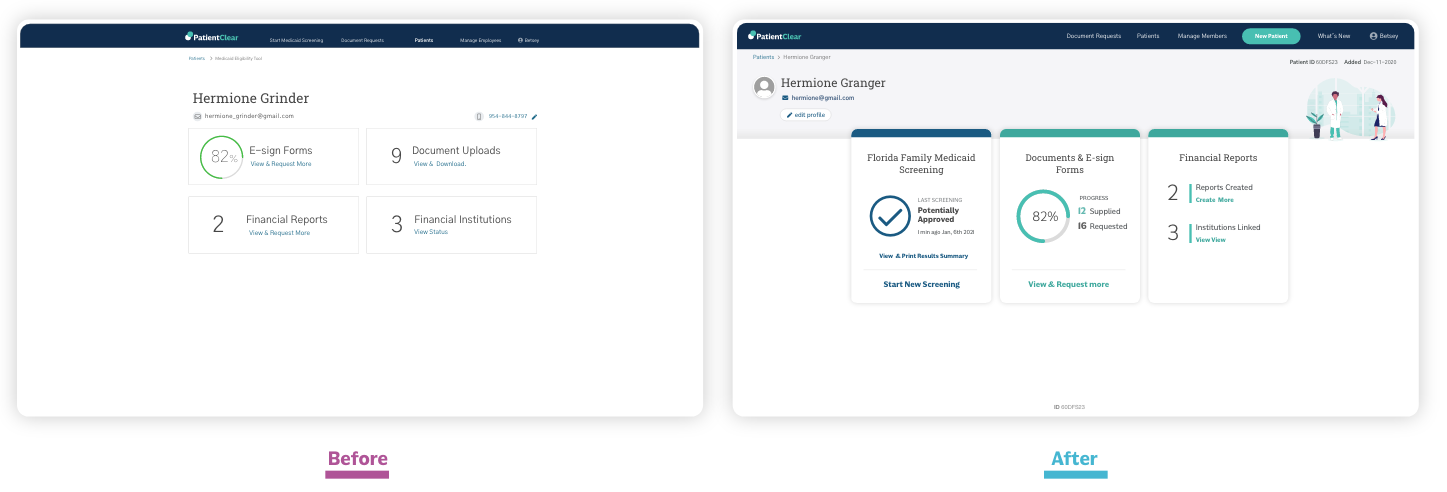 PatientClear
Start Medicaid Screening Document Requests Patients Manage Employees Betsey
Patients > Medicaid Eligibility Tool
Hermione Grinder
hermione_grinder@gmail.com 954-844-8797
82% E-sign Forms
View & Request More
9 Document Uploads
View & Download.
2 Financial Reports
View & Request More
3 Financial Institutions
View Status
Before
PatientClear
Document Requests Patients Manage Members New Patient What's New Betsey
Patients > Hermione Granger
Patient ID 60DFS23 Added Dec-11-2020
Hermione Granger
hermione@gmail.com
edit profile
Florida Family Medicaid
Screening
LAST SCREENING
Potentially
Approved
1 min ago Jan, 6th 2021
View & Print Results Summary
Start New Screening
Documents & E-sign
Forms
82%
PROGRESS
12 Supplied
16 Requested
View & Request more
Financial Reports
2 Reports Created
Create More
3 Institutions Linked
View View
ID 60DFS23
After